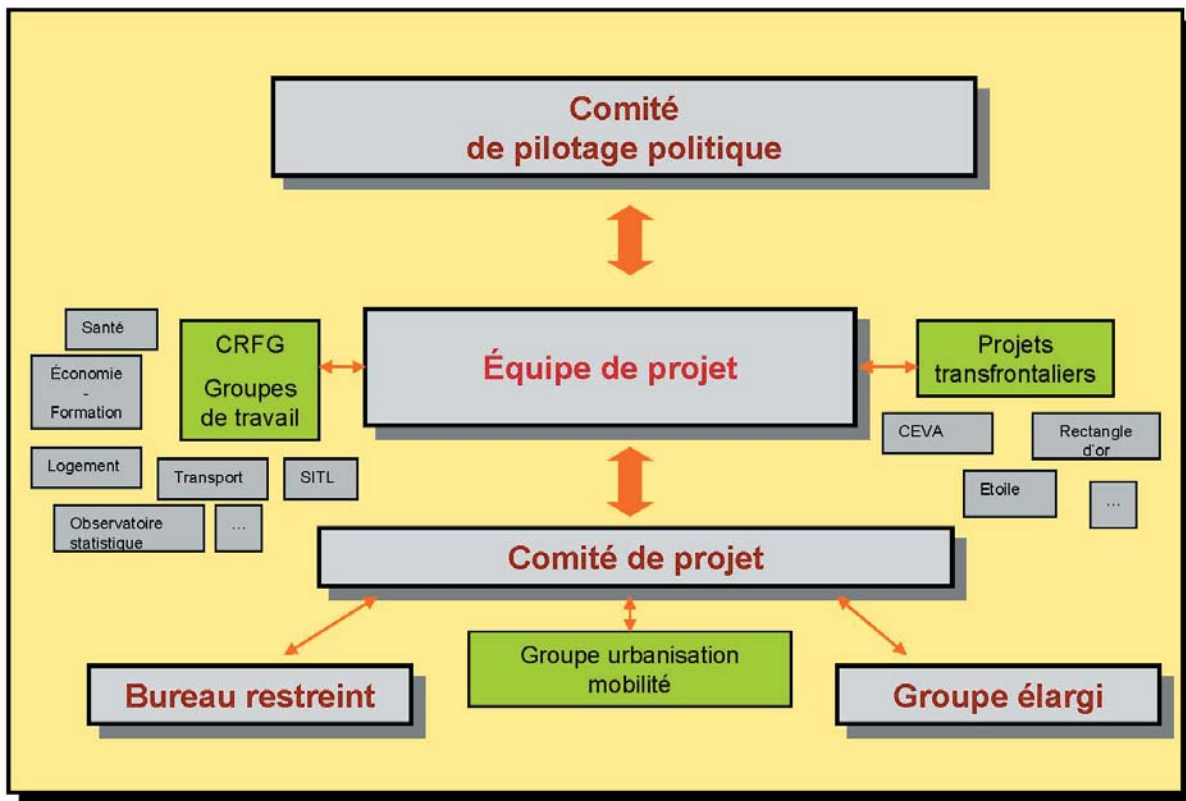 Comité
de pilotage politique
Santé
Économie
-
Formation
CRFG
Groupes
de travail
Équipe de projet
Projets
transfrontaliers
CEVA
Rectangle
d'or
Logement
Transport
SITL
Etoile
...
Observatoire
statistique
...
Comité de projet
Groupe urbanisation
mobilité
Bureau restreint
Groupe élargi